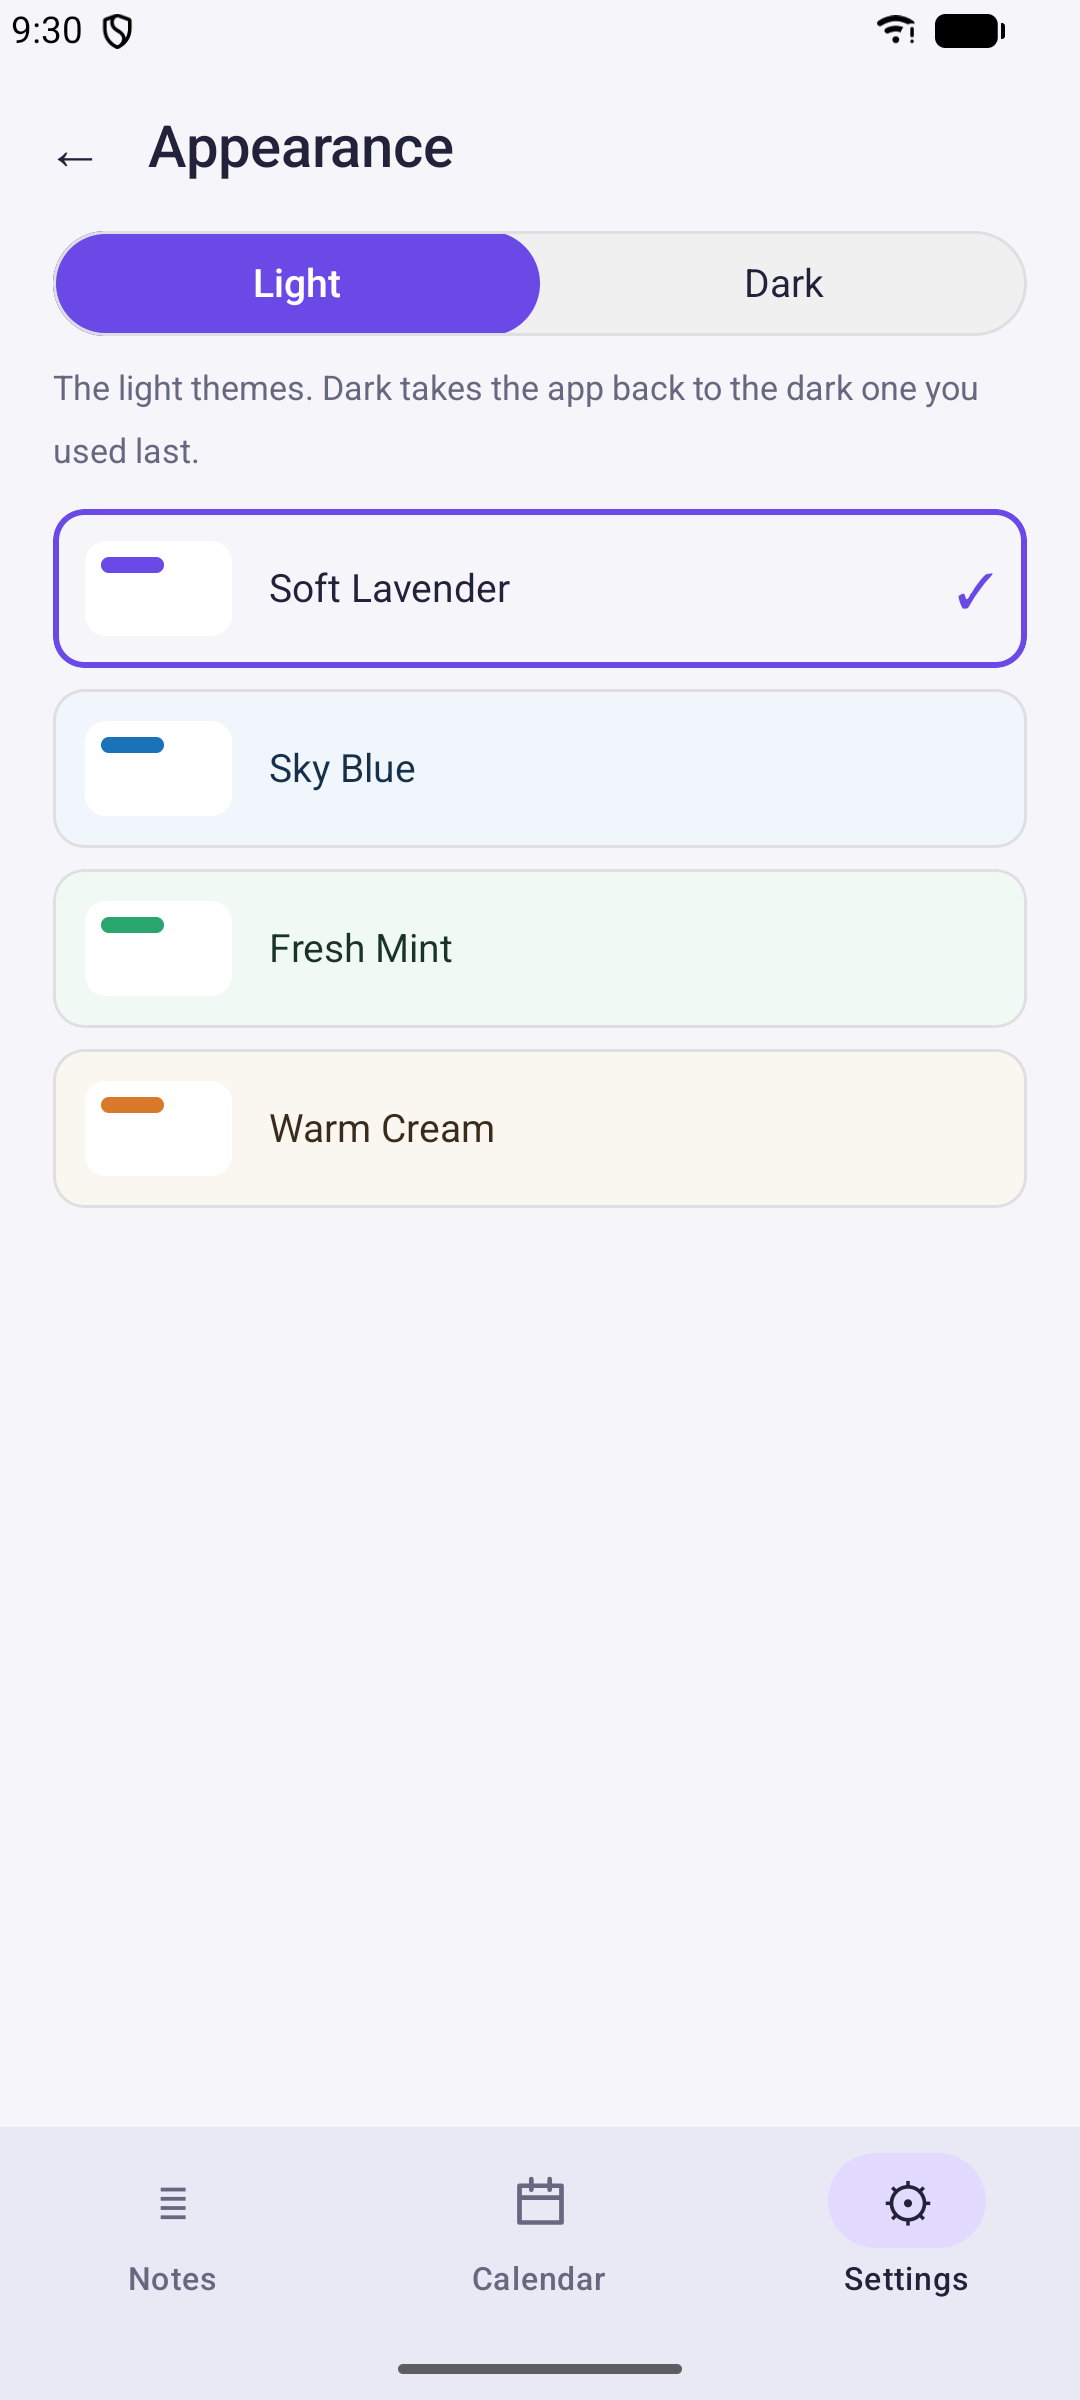 9:30
← Appearance
Light
Dark
The light themes. Dark takes the app back to the dark one you
used last.
Soft Lavender ✓
Sky Blue
Fresh Mint
Warm Cream
Notes
Calendar
Settings